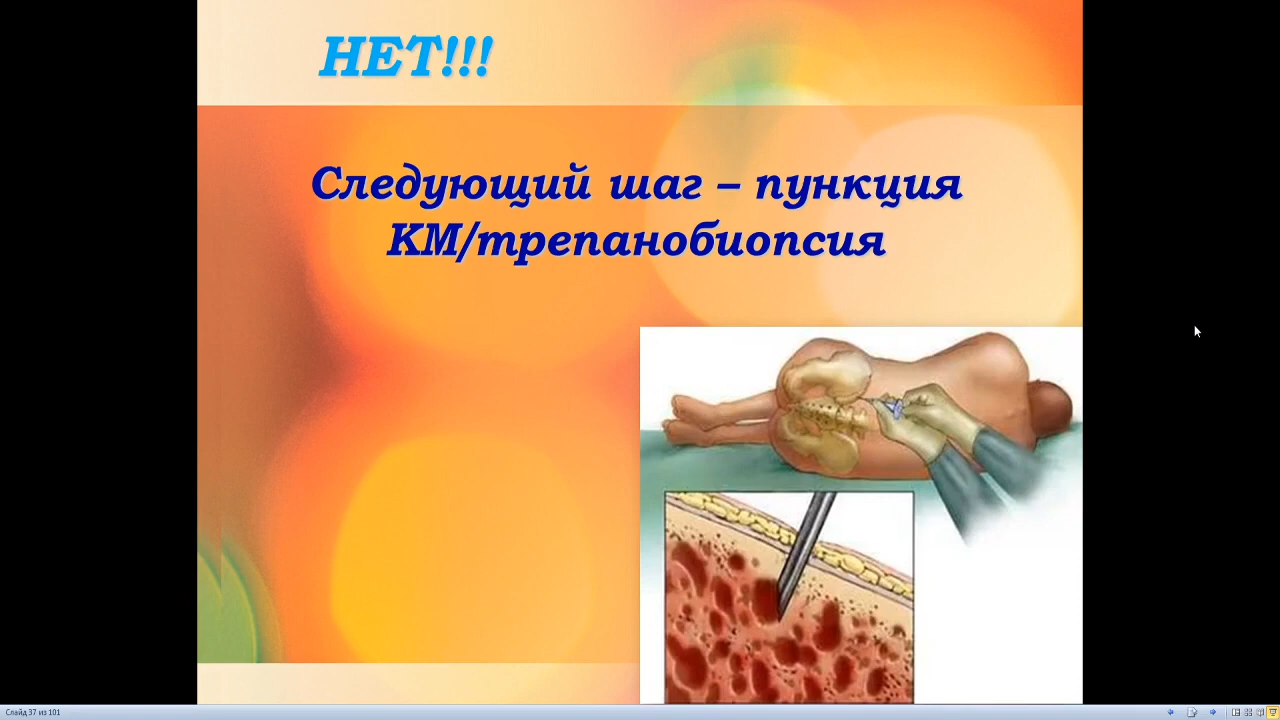 НЕТ!!!
Следующий шаг – пункция
КМ/трепанобиопсия
Слайд 37 из 101